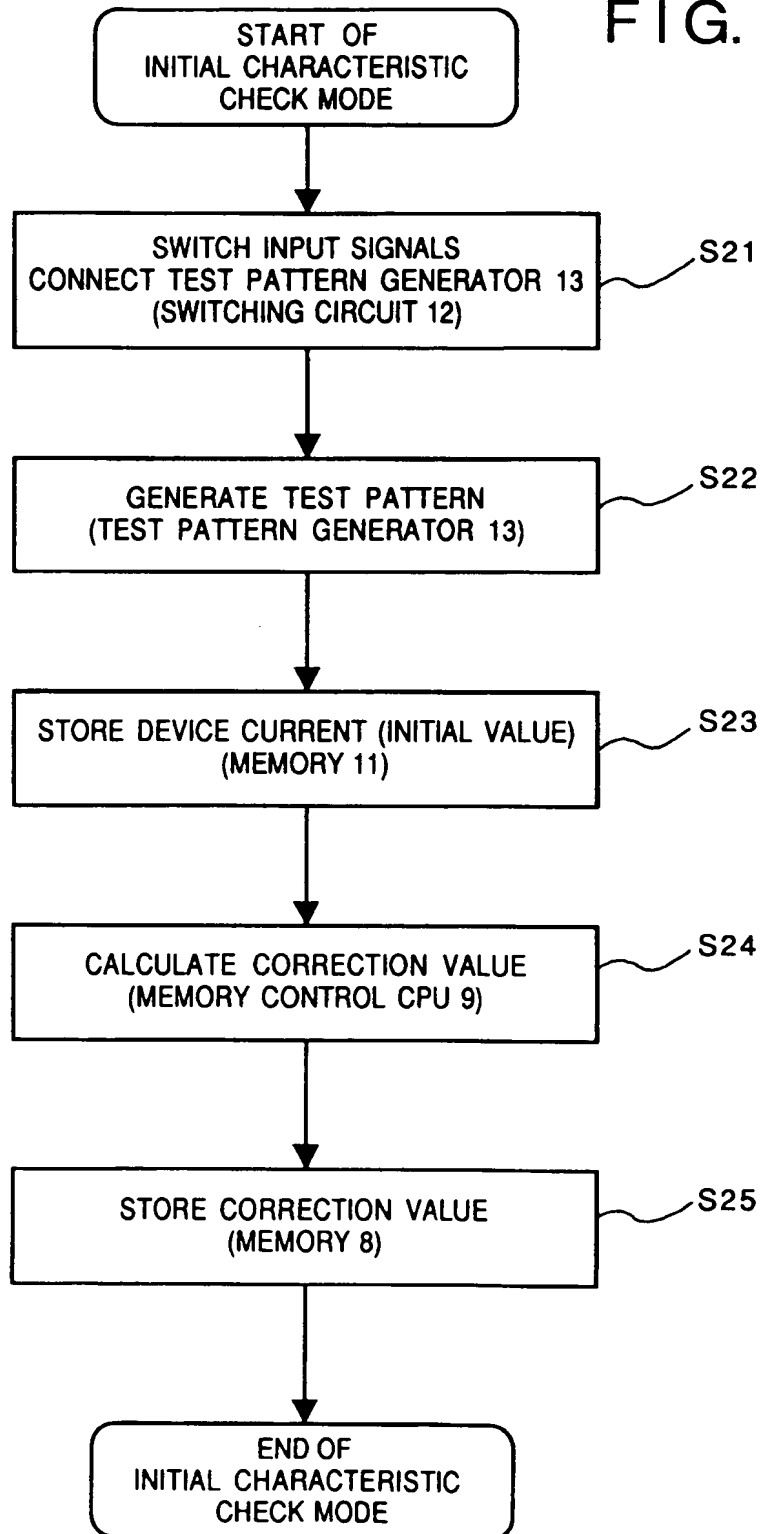 FIG.
START OF
INITIAL CHARACTERISTIC
CHECK MODE
SWITCH INPUT SIGNALS
CONNECT TEST PATTERN GENERATOR 13
(SWITCHING CIRCUIT 12)
S21
GENERATE TEST PATTERN
(TEST PATTERN GENERATOR 13)
S22
STORE DEVICE CURRENT (INITIAL VALUE)
(MEMORY 11)
S23
CALCULATE CORRECTION VALUE
(MEMORY CONTROL CPU 9)
S24
STORE CORRECTION VALUE
(MEMORY 8)
S25
END OF
INITIAL CHARACTERISTIC
CHECK MODE